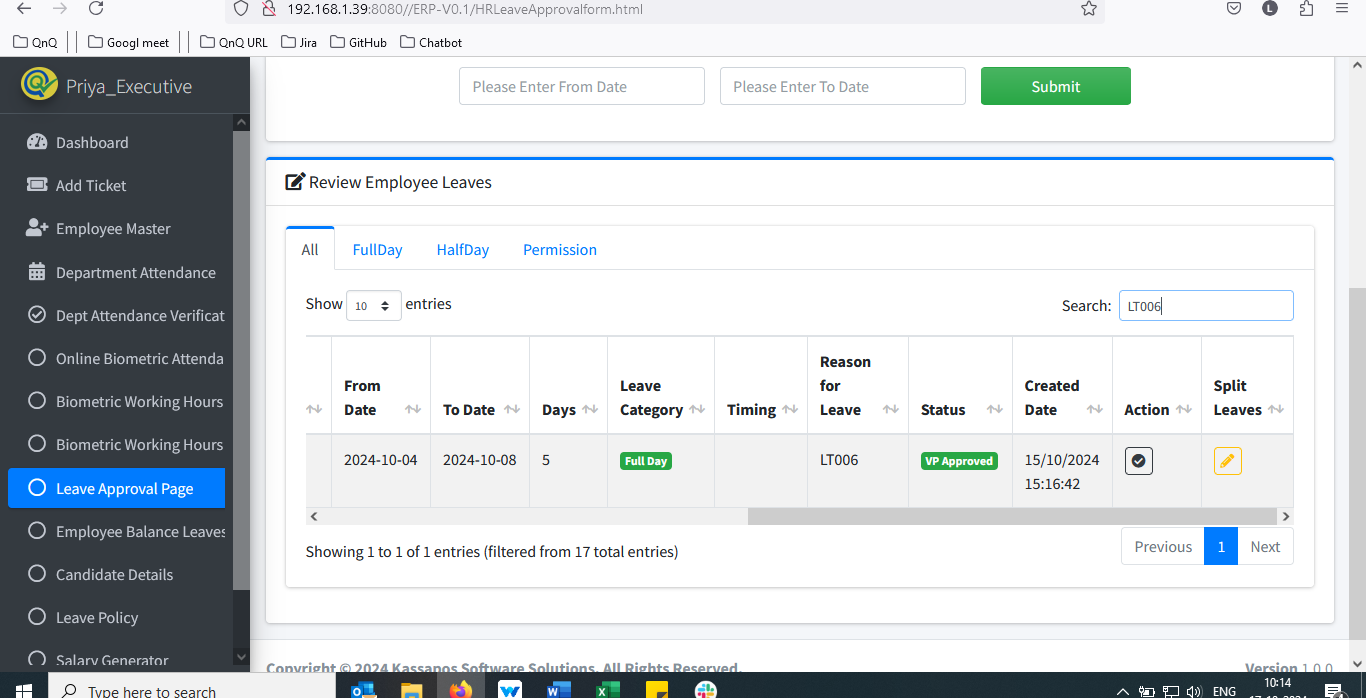 192.168.1.39:8080//ERP-V0.1/HRLeaveApprovalform.html
L
QnQ
Googl meet
QnQ URL
Jira
GitHub
Chatbot
Priya_Executive
Dashboard
Add Ticket
Employee Master
Department Attendance
Dept Attendance Verificat
Online Biometric Attenda
Biometric Working Hours
Biometric Working Hours
Leave Approval Page
Employee Balance Leaves
Candidate Details
Leave Policy
Salary Generator
Please Enter From Date
Please Enter To Date
Submit
Review Employee Leaves
All
FullDay
HalfDay
Permission
Show 10 entries
Search: LT006
From Date
To Date
Days
Leave Category
Timing
Reason for Leave
Status
Created Date
Action
Split Leaves
2024-10-04
2024-10-08
5
Full Day
LT006
VP Approved
15/10/2024
15:16:42
Showing 1 to 1 of 1 entries (filtered from 17 total entries)
Previous
1
Next
Copyright © 2024 Kassapos Software Solutions. All Rights Reserved.
Version 1.0.0
Type here to search
ENG
10:14